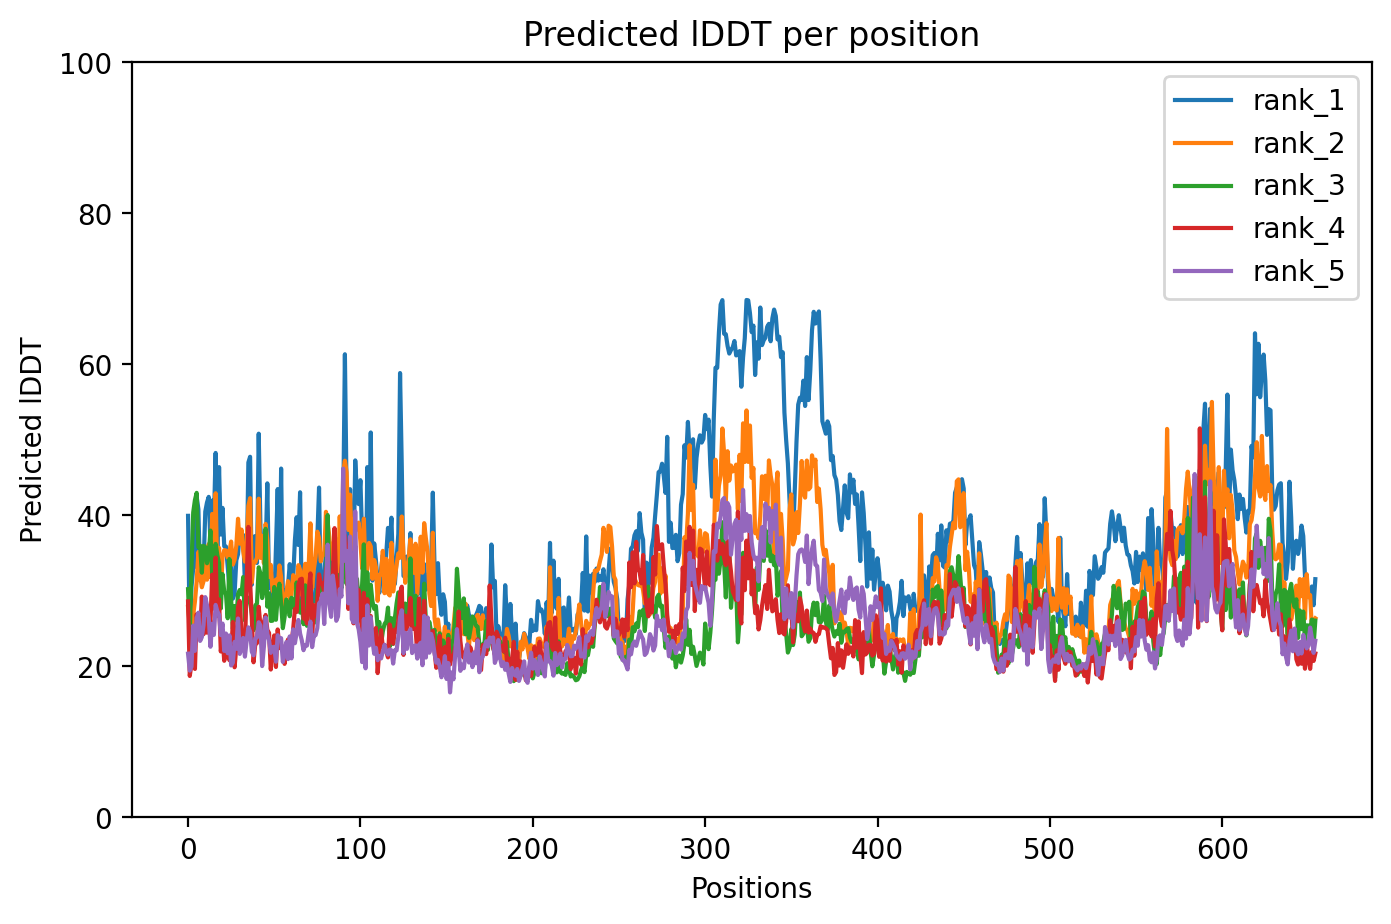 Predicted lDDT per position
Predicted lDDT
100
80
60
40
20
0
rank_1
rank_2
rank_3
rank_4
rank_5
0 100 200 300 400 500 600
Positions